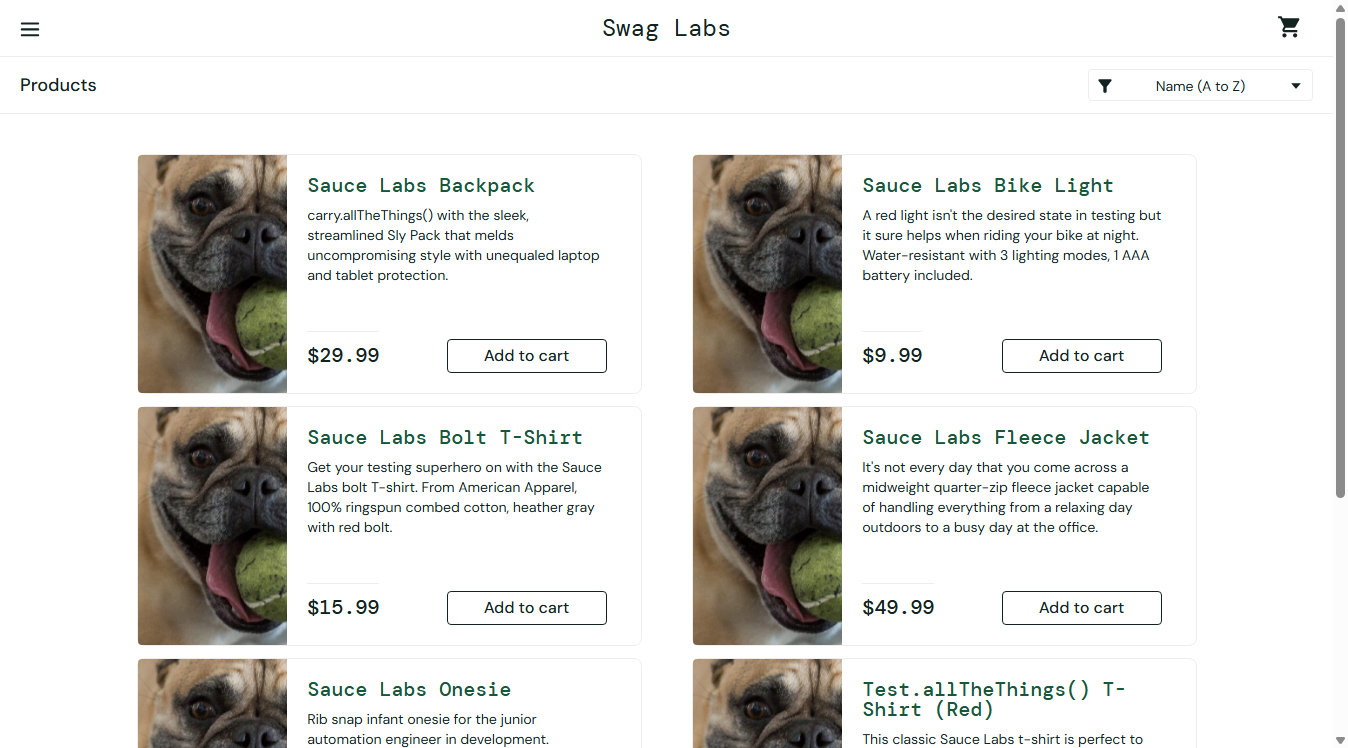 Swag Labs
Products
Name (A to Z)
Sauce Labs Backpack
carry.allTheThings() with the sleek,
streamlined Sly Pack that melds
uncompromising style with unequaled laptop
and tablet protection.
$29.99
Add to cart
Sauce Labs Bike Light
A red light isn't the desired state in testing but
it sure helps when riding your bike at night.
Water-resistant with 3 lighting modes, 1 AAA
battery included.
$9.99
Add to cart
Sauce Labs Bolt T-Shirt
Get your testing superhero on with the Sauce
Labs bolt T-shirt. From American Apparel,
100% ringspun combed cotton, heather gray
with red bolt.
$15.99
Add to cart
Sauce Labs Fleece Jacket
It's not every day that you come across a
midweight quarter-zip fleece jacket capable
of handling everything from a relaxing day
outdoors to a busy day at the office.
$49.99
Add to cart
Sauce Labs Onesie
Rib snap infant onesie for the junior
automation engineer in development.
Test.allTheThings() T-
Shirt (Red)
This classic Sauce Labs t-shirt is perfect to